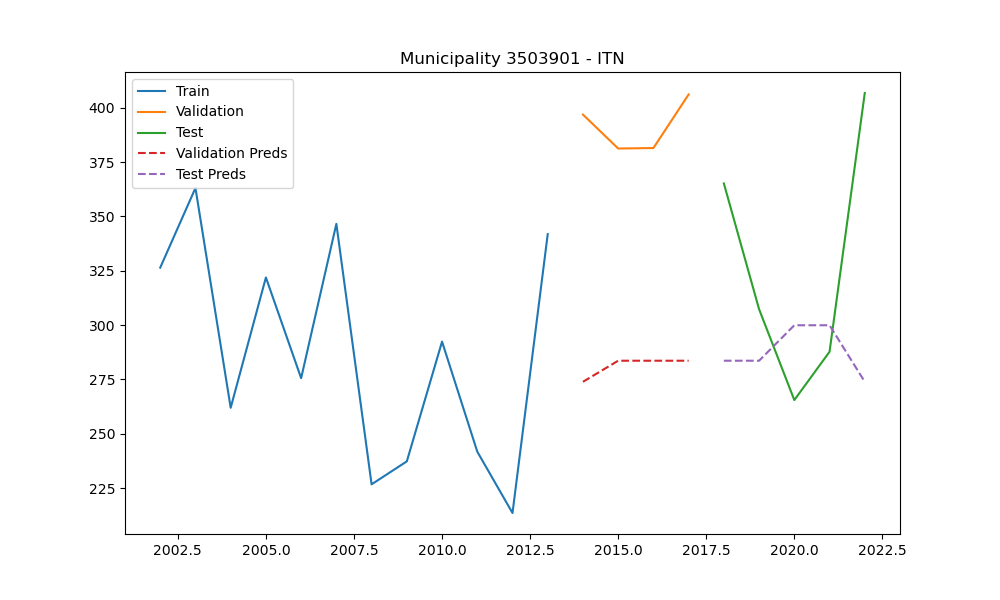 Municipality 3503901 - ITN
Train
Validation
Test
Validation Preds
Test Preds
400
375
350
325
300
275
250
225
2002.5 2005.0 2007.5 2010.0 2012.5 2015.0 2017.5 2020.0 2022.5